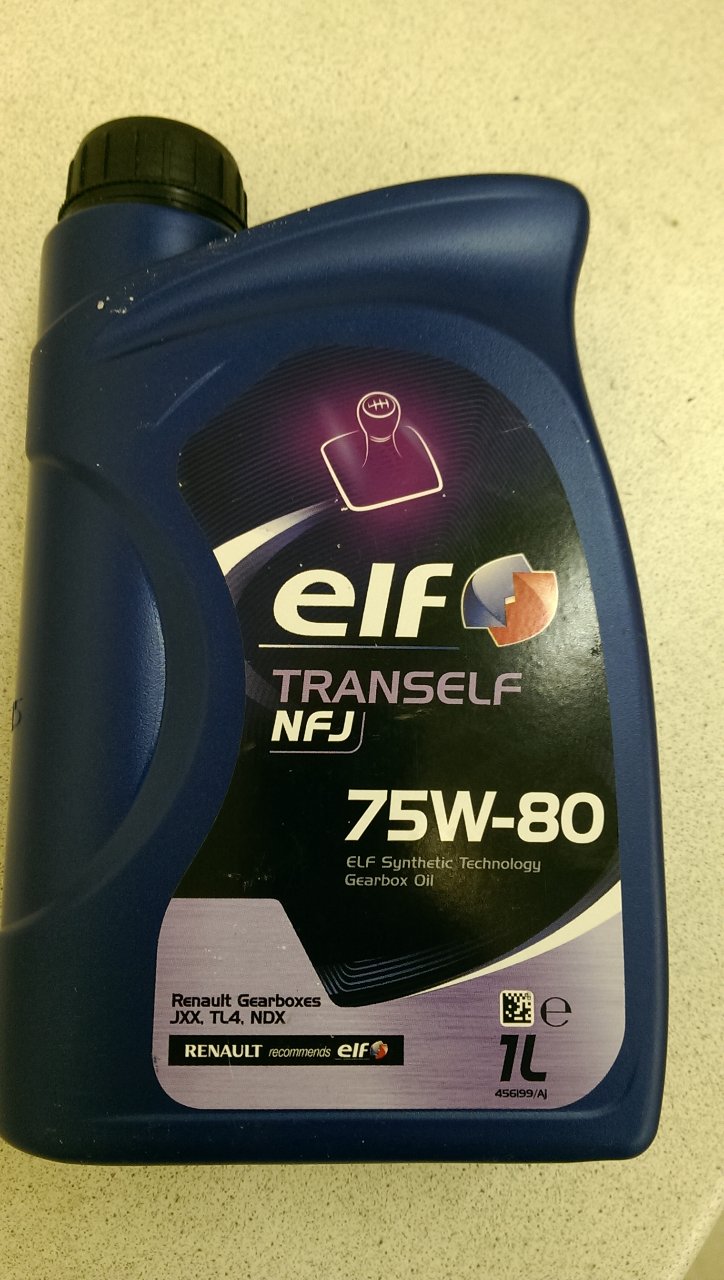 elf
TRANSELF
NFJ
75W-80
ELF Synthetic Technology
Gearbox Oil
Renault Gearboxes
JXX, TL4, NDX
RENAULT recommends elf
e
1L
456199/Aj